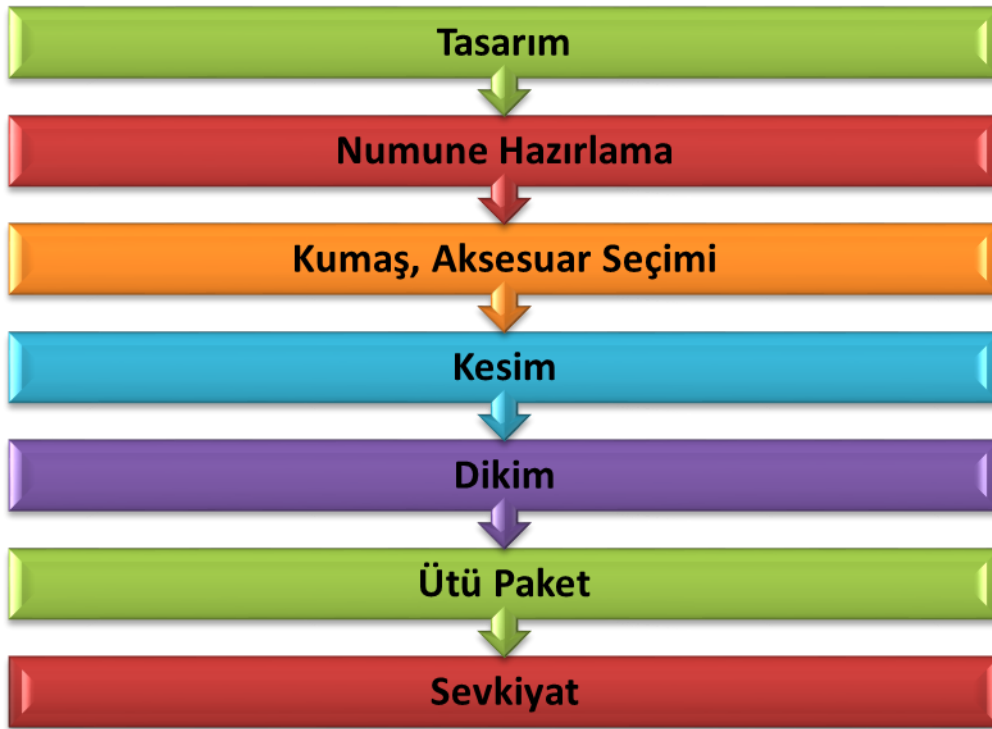 Tasarım
Numune Hazırlama
Kumaş, Aksesuar Seçimi
Kesim
Dikim
Ütü Paket
Sevkiyat